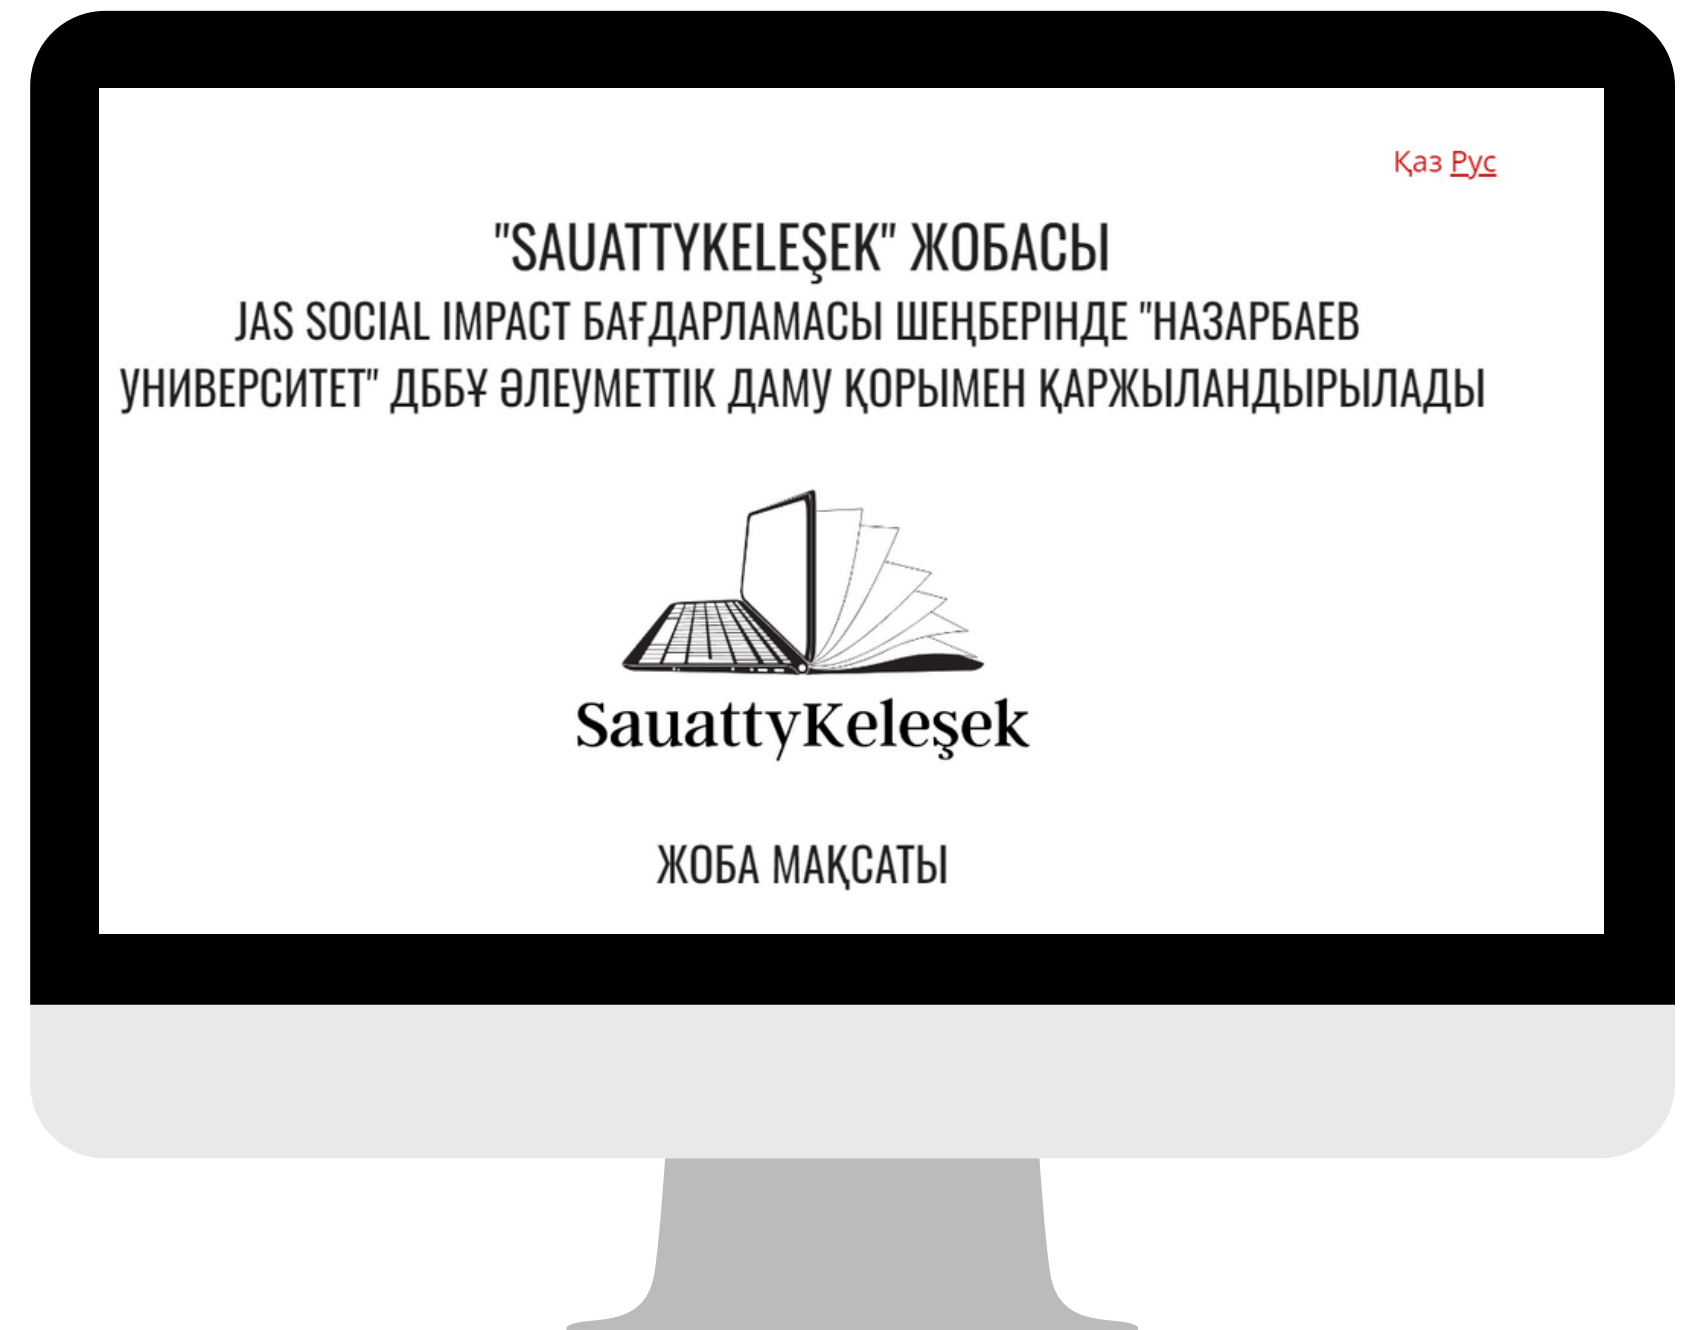 Қаз Рус
"SAUATTYKELEŞEK" ЖОБАСЫ
JAS SOCIAL IMPACT БАҒДАРЛАМАСЫ ШЕҢБЕРІНДЕ "НАЗАРБАЕВ
УНИВЕРСИТЕТ" ДББҰ ӘЛЕУМЕТТІК ДАМУ ҚОРЫМЕН ҚАРЖЫЛАНДЫРЫЛАДЫ
SauattyKeleşek
ЖОБА МАҚСАТЫ